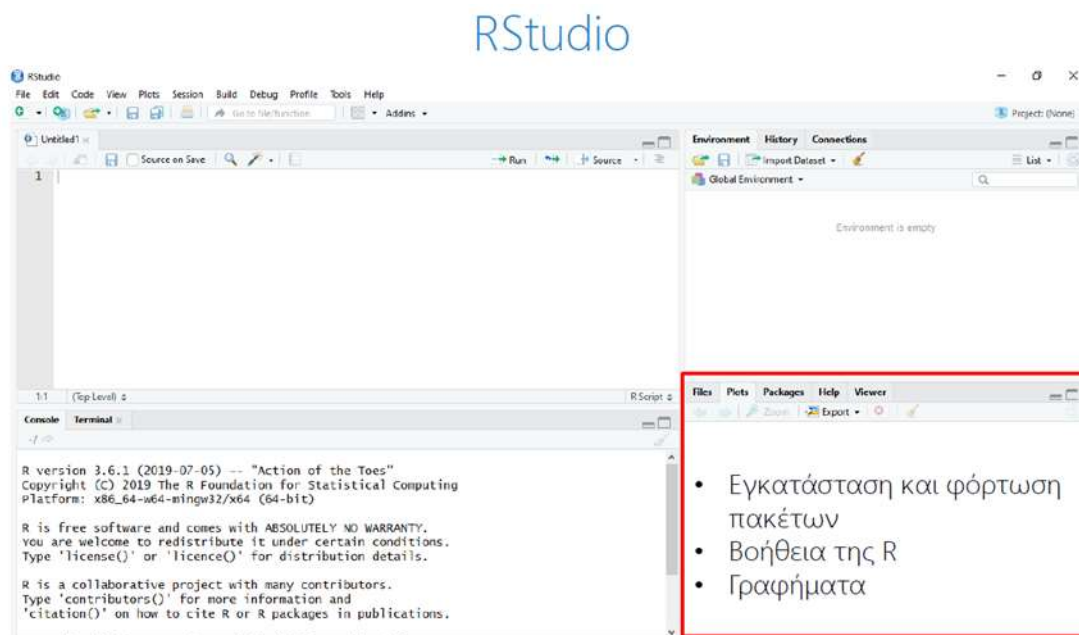 RStudio
RStudio
File Edit Code View Plots Session Build Debug Profile Tools Help
Go to file/function Addins
Project: (None)
Untitled1
Source on Save Run Source
1
1:1 (Top Level) R Script
Console Terminal
~/
R version 3.6.1 (2019-07-05) -- "Action of the Toes"
Copyright (C) 2019 The R Foundation for Statistical Computing
Platform: x86_64-w64-mingw32/x64 (64-bit)
R is free software and comes with ABSOLUTELY NO WARRANTY.
You are welcome to redistribute it under certain conditions.
Type 'license()' or 'licence()' for distribution details.
R is a collaborative project with many contributors.
Type 'contributors()' for more information and
'citation()' on how to cite R or R packages in publications.
Environment History Connections
Import Dataset List
Global Environment
Environment is empty
Files Plots Packages Help Viewer
Zoom Export
• Εγκατάσταση και φόρτωση
πακέτων
• Βοήθεια της R
• Γραφήματα